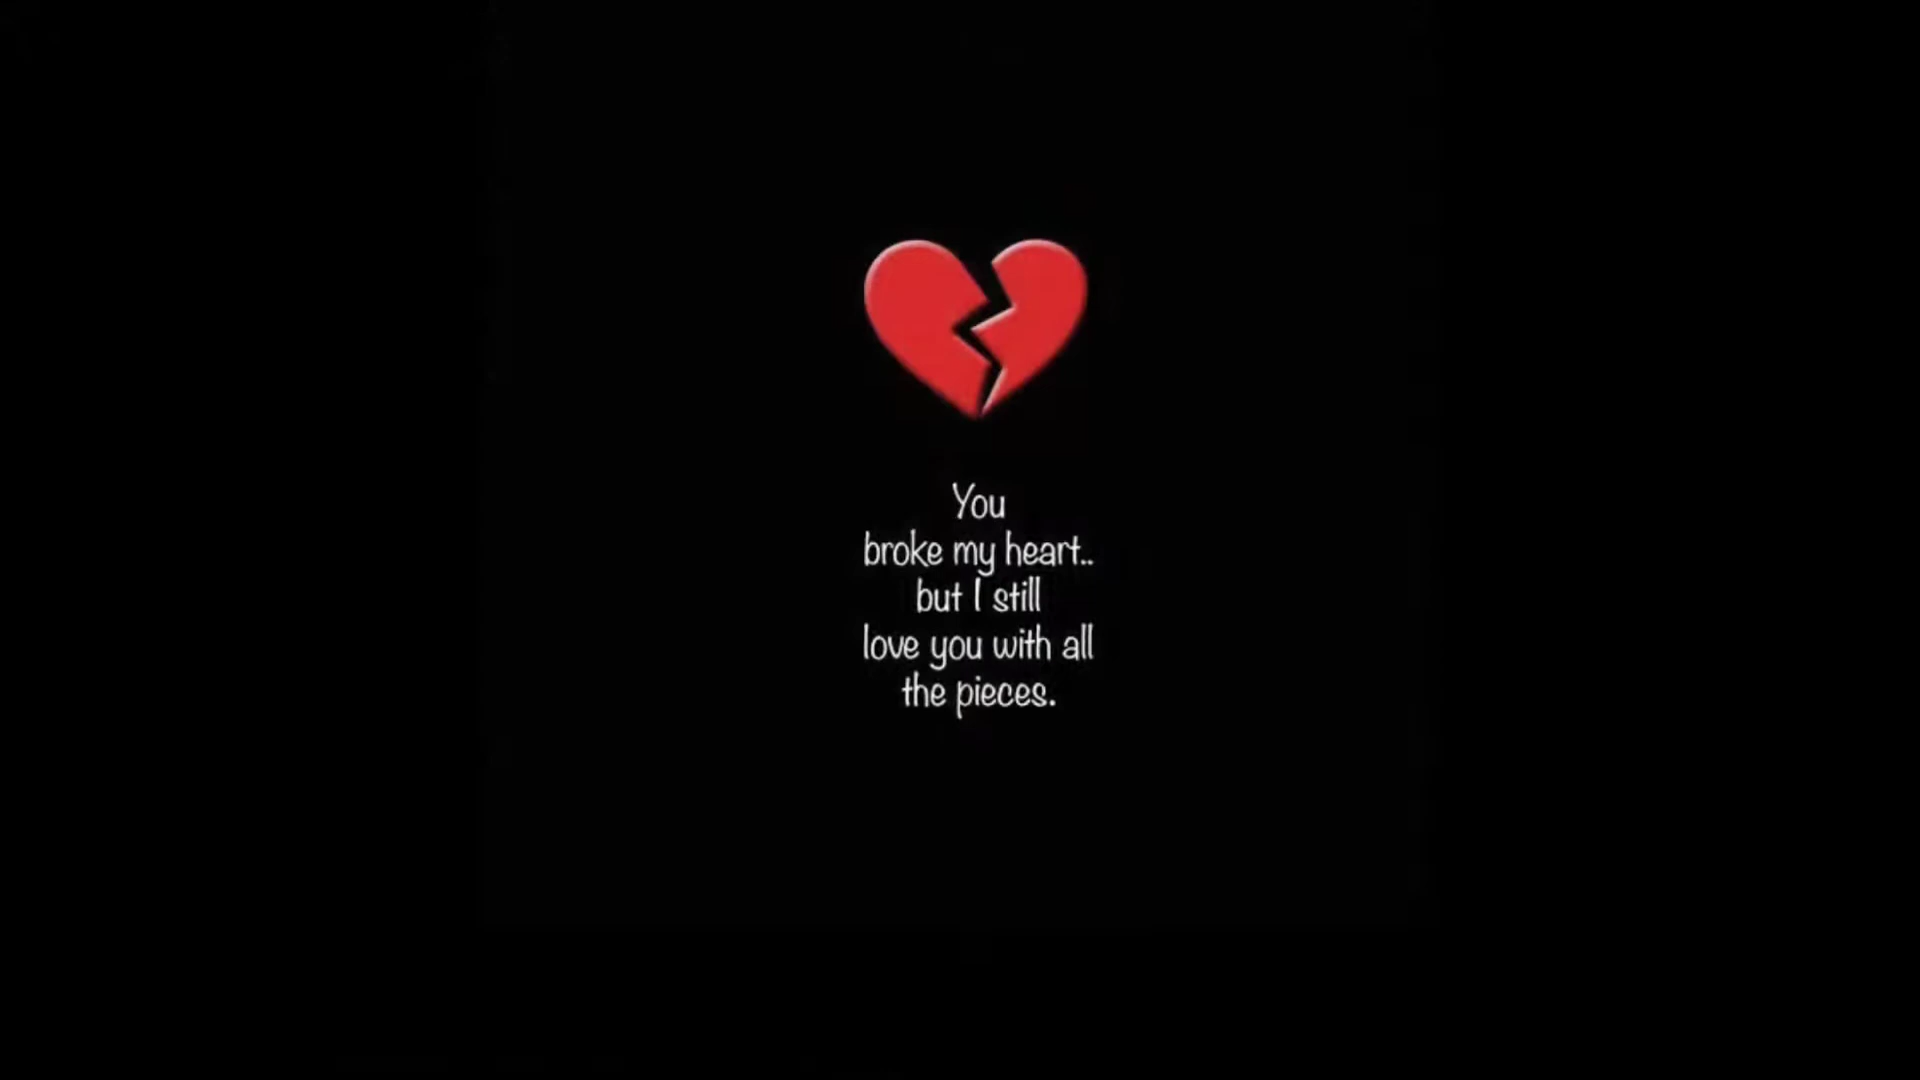 You
broke my heart..
but I still
love you with all
the pieces.